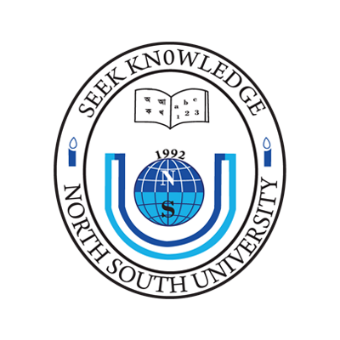 SEEK KN0WLEDGE
অ আ a b c
ক খ 1 2 3
1992
N
S
NORTH SOUTH UNIVERSITY